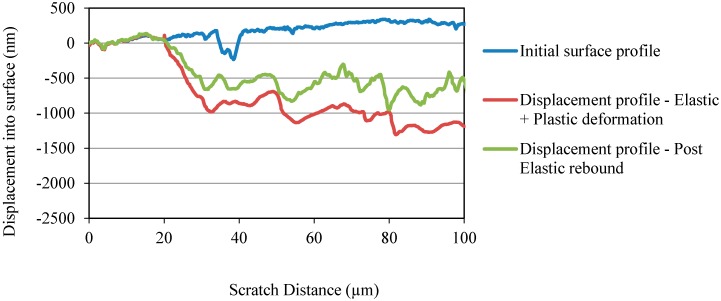 Displacement into surface (nm)
500
0
-500
-1000
-1500
-2000
-2500
0
20
40
60
80
100
Scratch Distance (µm)
Initial surface profile
Displacement profile - Elastic
+ Plastic deformation
Displacement profile - Post
Elastic rebound